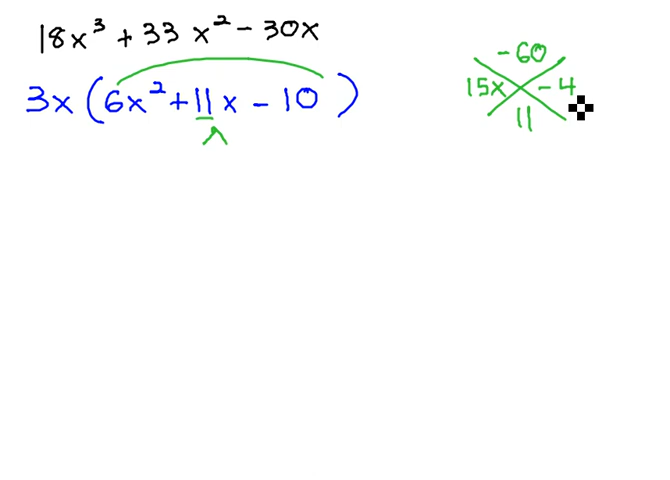 18x³ + 33x² - 30x
3x(6x² + 11x - 10)
-60
15x -4
11